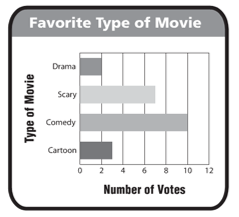 Favorite Type of Movie
Type of Movie
Drama
Scary
Comedy
Cartoon
0 2 4 6 8 10 12
Number of Votes